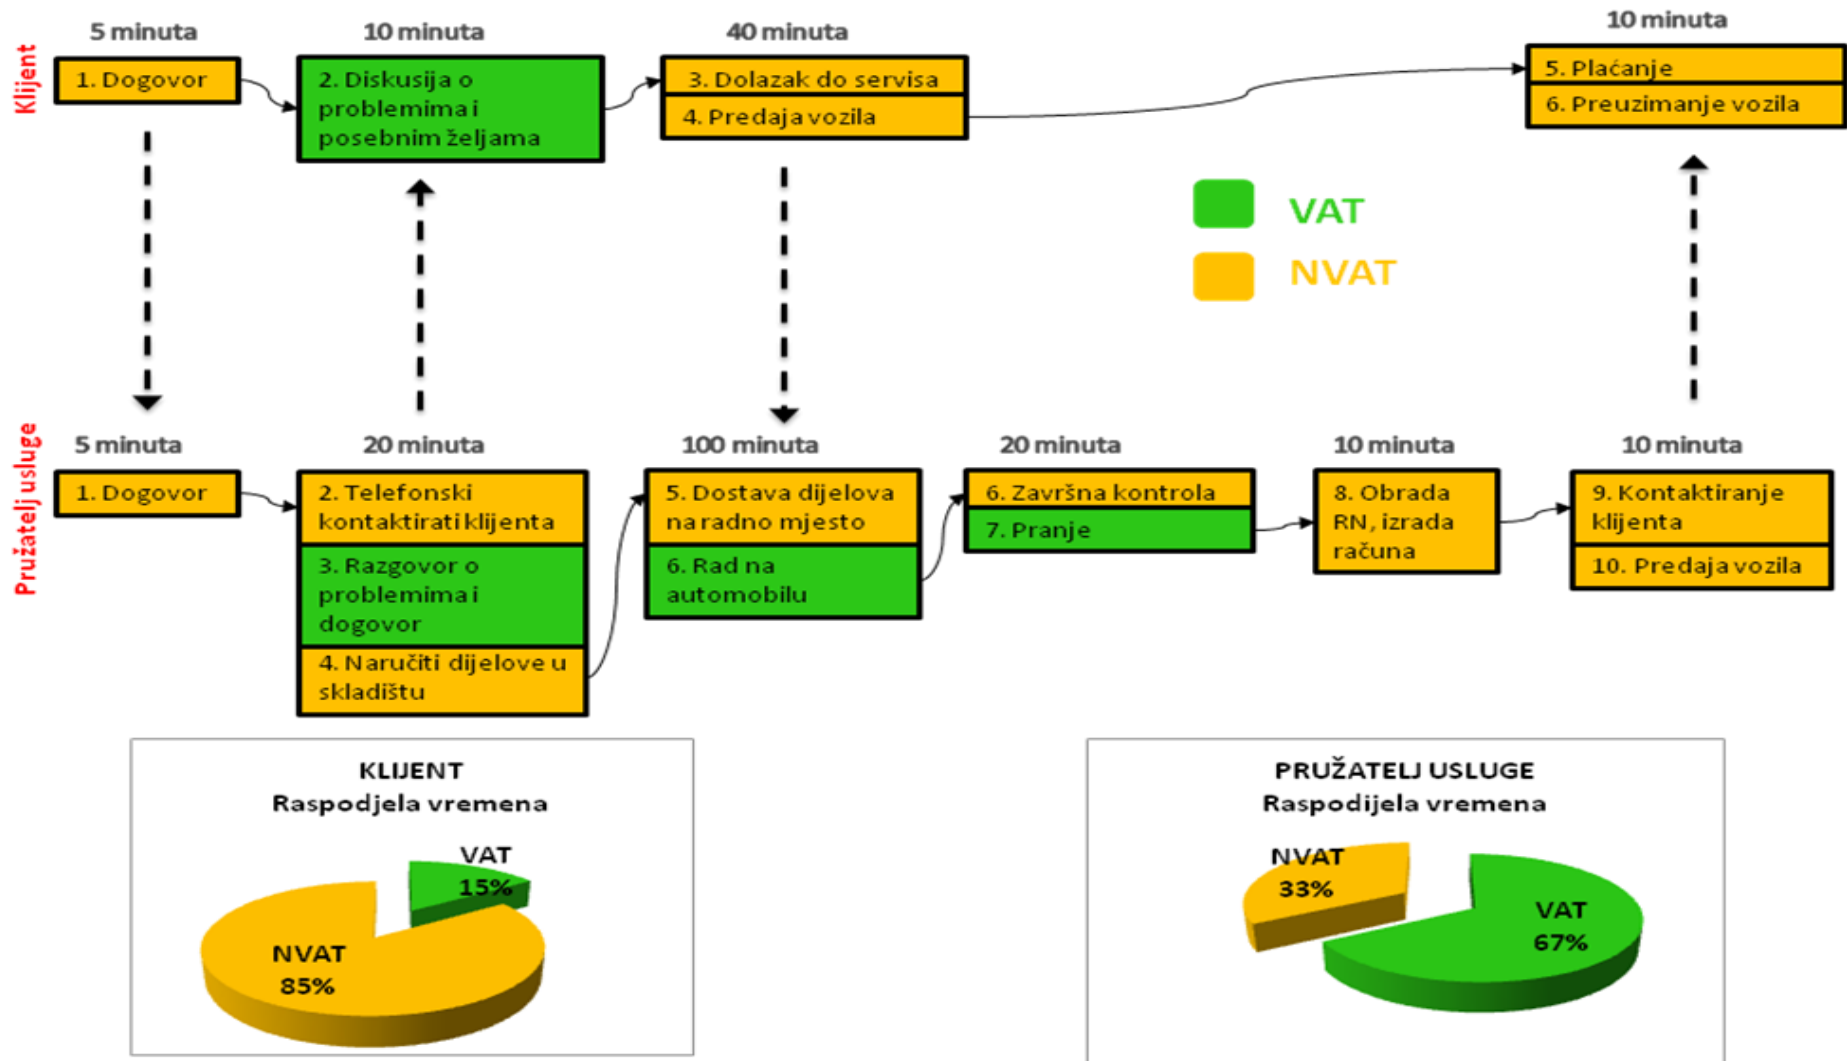 5 minuta
10 minuta
40 minuta
10 minuta
Klijent
1. Dogovor
2. Diskusija o
problemima i
posebnim željama
3. Dolazak do servisa
4. Predaja vozila
5. Plaćanje
6. Preuzimanje vozila
VAT
NVAT
Pružatelj usluge
5 minuta
20 minuta
100 minuta
20 minuta
10 minuta
10 minuta
1. Dogovor
2. Telefonski
kontaktirati klijenta
3. Razgovor o
problemima i
dogovor
4. Naručiti dijelove u
skladištu
5. Dostava dijelova
na radno mjesto
6. Rad na
automobilu
6. Završna kontrola
7. Pranje
8. Obrada
RN, izrada
računa
9. Kontaktiranje
klijenta
10. Predaja vozila
KLIJENT
Raspodjela vremena
VAT
15%
NVAT
85%
PRUŽATELJ USLUGE
Raspodijela vremena
NVAT
33%
VAT
67%